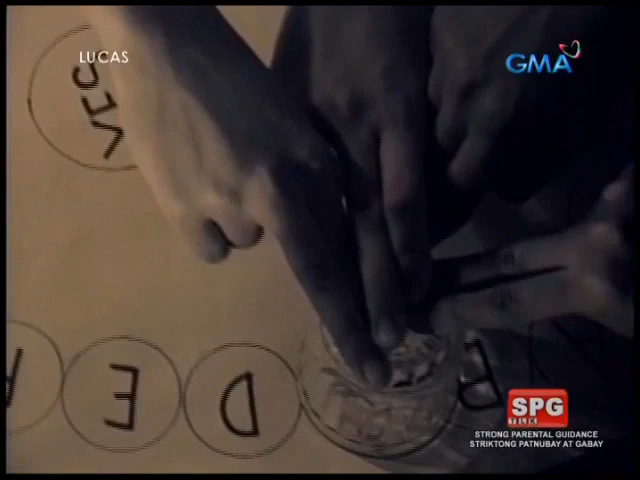 LUCAS
GMA
E
D
R
SPG
STRONG PARENTAL GUIDANCE
STRIKTONG PATNUBAY AT GABAY